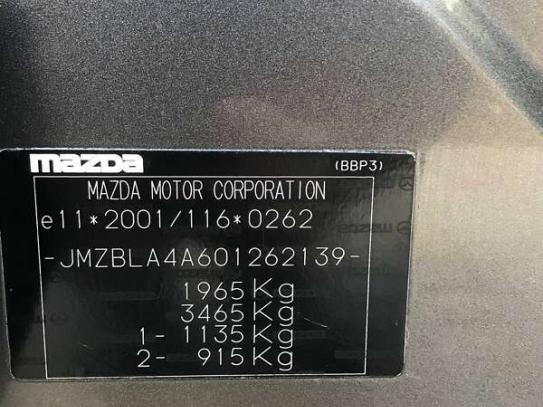 mazda (BBP3)
MAZDA MOTOR CORPORATION
e11*2001/116*0262
-JMZBLA4A601262139-
1965Kg
3465Kg
1- 1135Kg
2- 915Kg